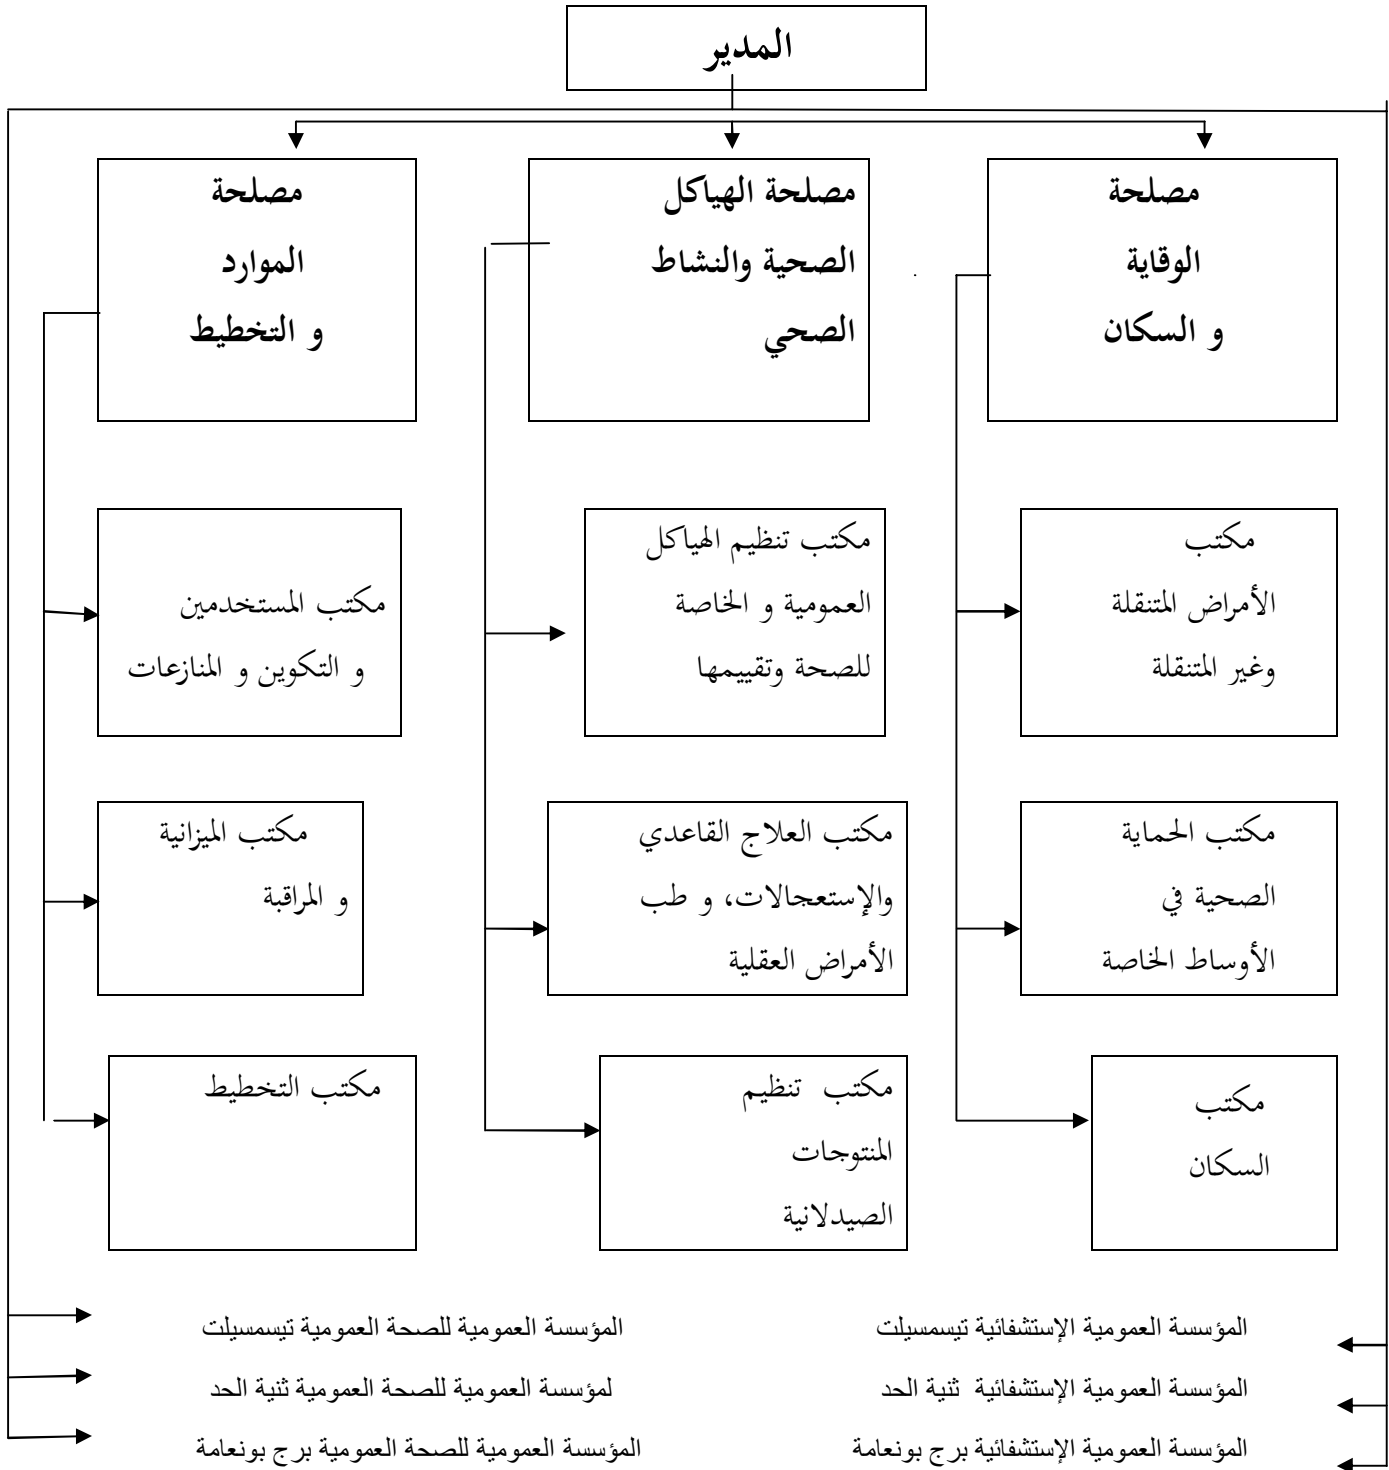 المدير
مصلحة
الوقاية
و السكان
مصلحة الهياكل
الصحية والنشاط
الصحي
مصلحة
الموارد
و التخطيط
مكتب
الأمراض المتنقلة
وغير المتنقلة
مكتب تنظيم الهياكل
العمومية و الخاصة
للصحة وتقييمها
مكتب المستخدمين
و التكوين و المنازعات
مكتب الحماية
الصحية في
الأوساط الخاصة
مكتب العلاج القاعدي
والإستعجالات، و طب
الأمراض العقلية
مكتب الميزانية
و المراقبة
مكتب
السكان
مكتب تنظيم
المنتوجات
الصيدلانية
مكتب التخطيط
المؤسسة العمومية الإستشفائية تيسمسيلت
المؤسسة العمومية للصحة العمومية تيسمسيلت
المؤسسة العمومية الإستشفائية ثنية الحد
لمؤسسة العمومية للصحة العمومية ثنية الحد
المؤسسة العمومية الإستشفائية برج بونعامة
المؤسسة العمومية للصحة العمومية برج بونعامة